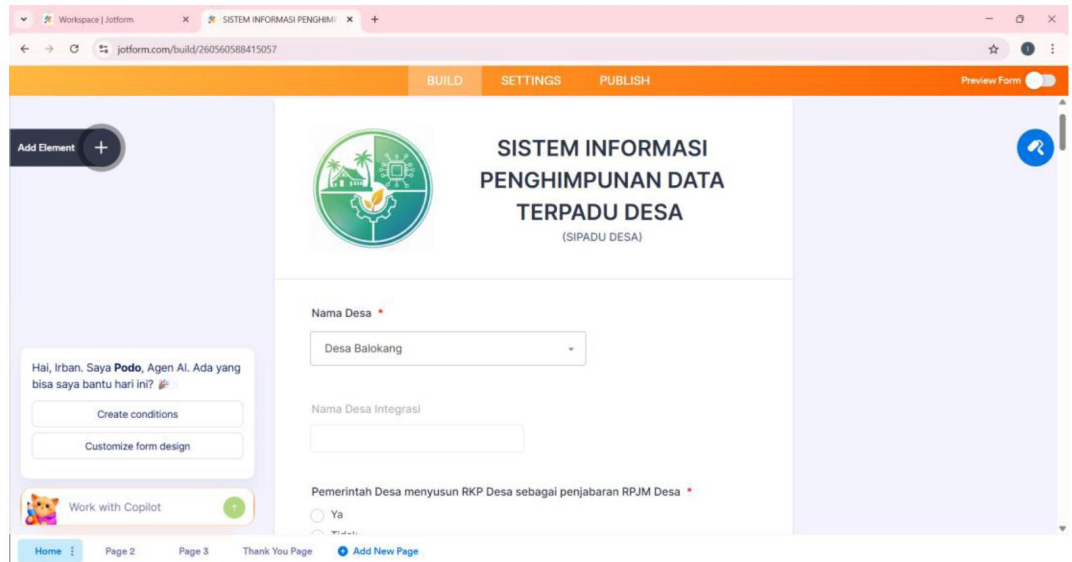 Workspace | Jotform
SISTEM INFORMASI PENGHIM
jotform.com/build/260560588415057
BUILD SETTINGS PUBLISH
Preview Form
Add Element
SISTEM INFORMASI
PENGHIMPUNAN DATA
TERPADU DESA
(SIPADU DESA)
Nama Desa *
Desa Balokang
Nama Desa Integrasi
Pemerintah Desa menyusun RKP Desa sebagai penjabaran RPJM Desa *
Ya
Tidak
Hai, Irban. Saya Podo, Agen AI. Ada yang
bisa saya bantu hari ini?
Create conditions
Customize form design
Work with Copilot
Home Page 2 Page 3 Thank You Page Add New Page